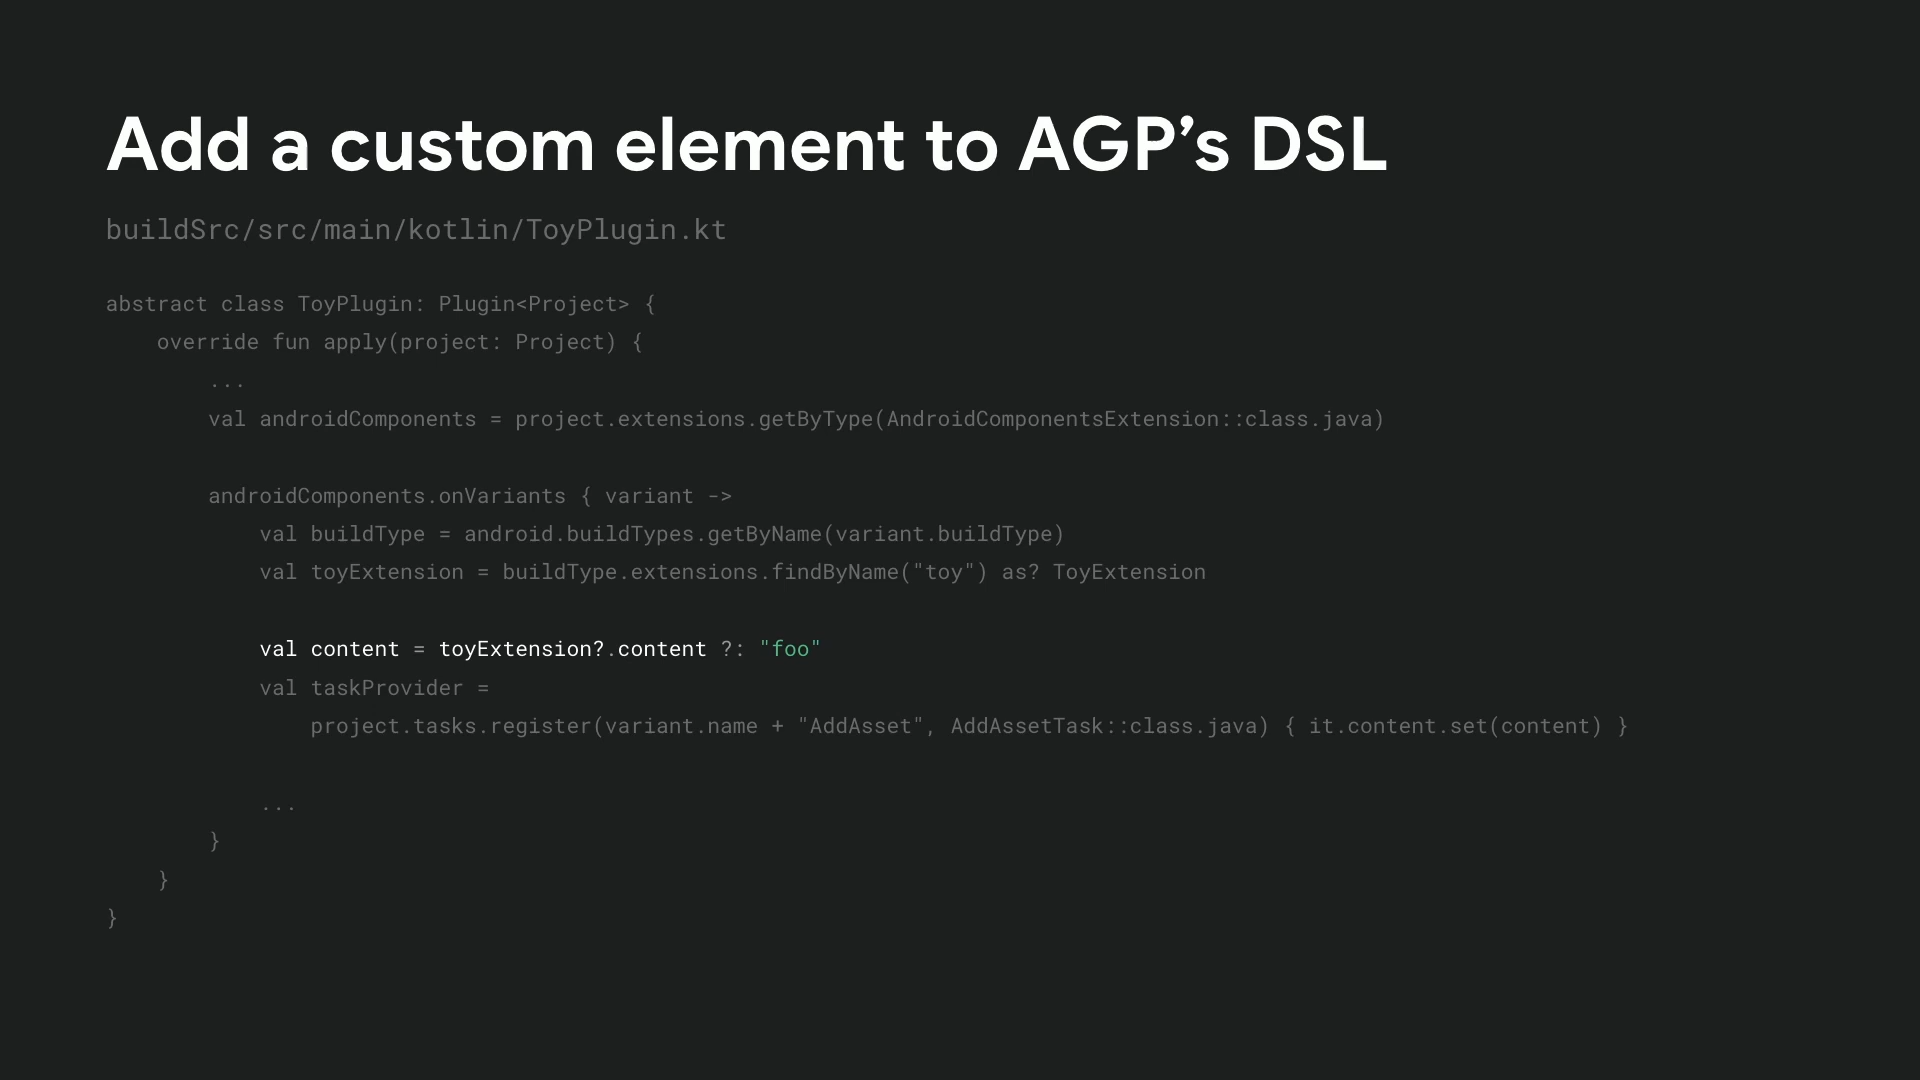 Add a custom element to AGP’s DSL
buildSrc/src/main/kotlin/ToyPlugin.kt
abstract class ToyPlugin: Plugin<Project> {
    override fun apply(project: Project) {
        ...
        val androidComponents = project.extensions.getByType(AndroidComponentsExtension::class.java)

        androidComponents.onVariants { variant ->
            val buildType = android.buildTypes.getByName(variant.buildType)
            val toyExtension = buildType.extensions.findByName("toy") as? ToyExtension

            val content = toyExtension?.content ?: "foo"
            val taskProvider =
                project.tasks.register(variant.name + "AddAsset", AddAssetTask::class.java) { it.content.set(content) }

            ...
        }
    }
}